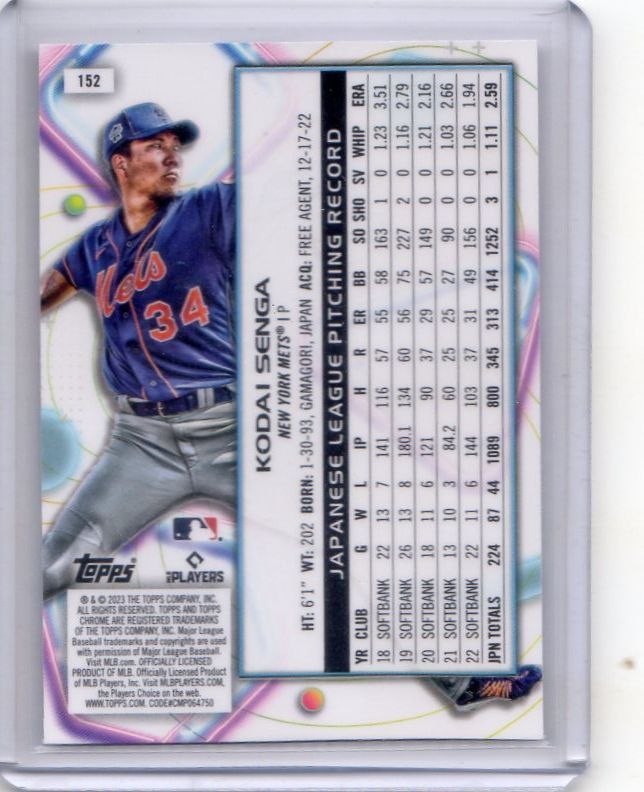 152
Mets
34
KODAI SENGA
NEW YORK METS® | P
HT: 6'1" WT: 202 BORN: 1-30-93, GAMAGORI, JAPAN ACQ: FREE AGENT, 12-17-22
JAPANESE LEAGUE PITCHING RECORD
YR CLUB G W L IP H R ER BB SO SHO SV WHIP ERA
18 SOFTBANK 22 13 7 141 116 57 55 58 163 1 0 1.23 3.51
19 SOFTBANK 26 13 8 180.1 134 60 56 75 227 2 0 1.16 2.79
20 SOFTBANK 18 11 6 121 90 37 29 57 149 0 0 1.21 2.16
21 SOFTBANK 13 10 3 84.2 60 25 25 27 90 0 0 1.03 2.66
22 SOFTBANK 22 11 6 144 103 37 31 49 156 0 0 1.06 1.94
JPN TOTALS 224 87 44 1089 800 345 313 414 1252 3 1 1.11 2.59
Topps
MLB PLAYERS
® & © 2023 THE TOPPS COMPANY, INC.
ALL RIGHTS RESERVED. TOPPS AND TOPPS
CHROME ARE REGISTERED TRADEMARKS
OF THE TOPPS COMPANY, INC. Major League
Baseball trademarks and copyrights are used
with permission of Major League Baseball.
Visit MLB.com. OFFICIALLY LICENSED
PRODUCT OF MLB. Officially Licensed Product
of MLB Players, Inc. Visit MLBPLAYERS.COM,
the Players Choice on the web.
WWW.TOPPS.COM. CODE#CMP064750